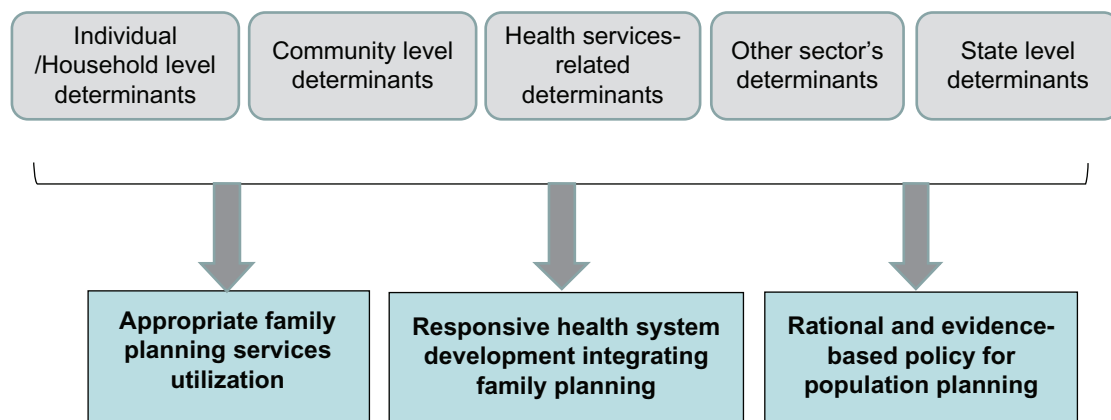 Individual
/Household level
determinants
Community level
determinants
Health services-
related
determinants
Other sector's
determinants
State level
determinants
Appropriate family
planning services
utilization
Responsive health system
development integrating
family planning
Rational and evidence-
based policy for
population planning